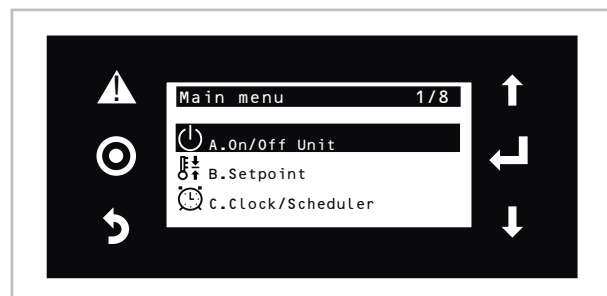 Main menu 1/8
A.On/Off Unit
B.Setpoint
C.Clock/Scheduler